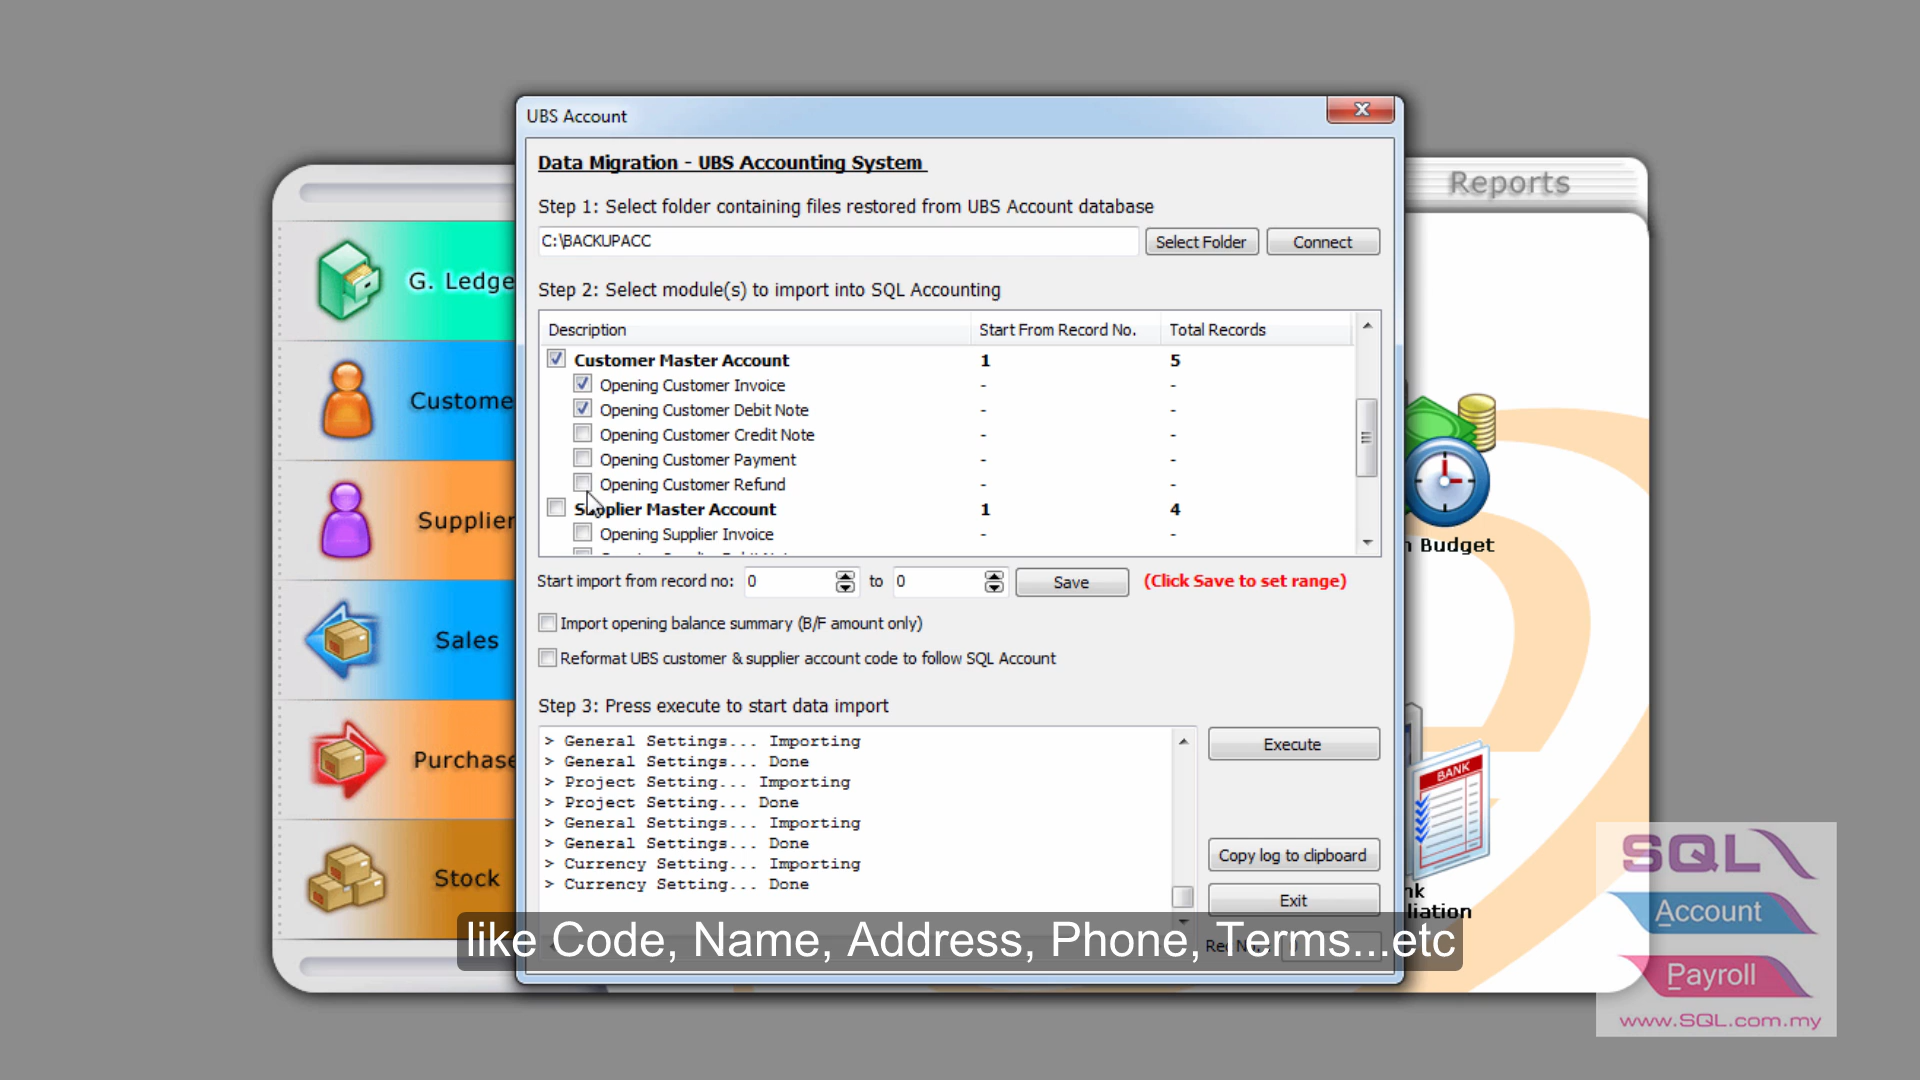 UBS Account
Data Migration - UBS Accounting System
Reports
Step 1: Select folder containing files restored from UBS Account database
C:\BACKUPACC
Select Folder
Connect
Step 2: Select module(s) to import into SQL Accounting
Description Start From Record No. Total Records
Customer Master Account 1 5
Opening Customer Invoice - -
Opening Customer Debit Note - -
Opening Customer Credit Note - -
Opening Customer Payment - -
Opening Customer Refund - -
Supplier Master Account 1 4
Opening Supplier Invoice - -
Start import from record no: 0 to 0 Save (Click Save to set range)
Import opening balance summary (B/F amount only)
Reformat UBS customer & supplier account code to follow SQL Account
Step 3: Press execute to start data import
> General Settings... Importing
> General Settings... Done
> Project Setting... Importing
> Project Setting... Done
> General Settings... Importing
> General Settings... Done
> Currency Setting... Importing
> Currency Setting... Done
Execute
Copy log to clipboard
Exit
G. Ledge
Custome
Supplier
Sales
Purchase
Stock
Budget
BANK
liation
like Code, Name, Address, Phone, Terms...etc
SQL
Account
Payroll
www.SQL.com.my